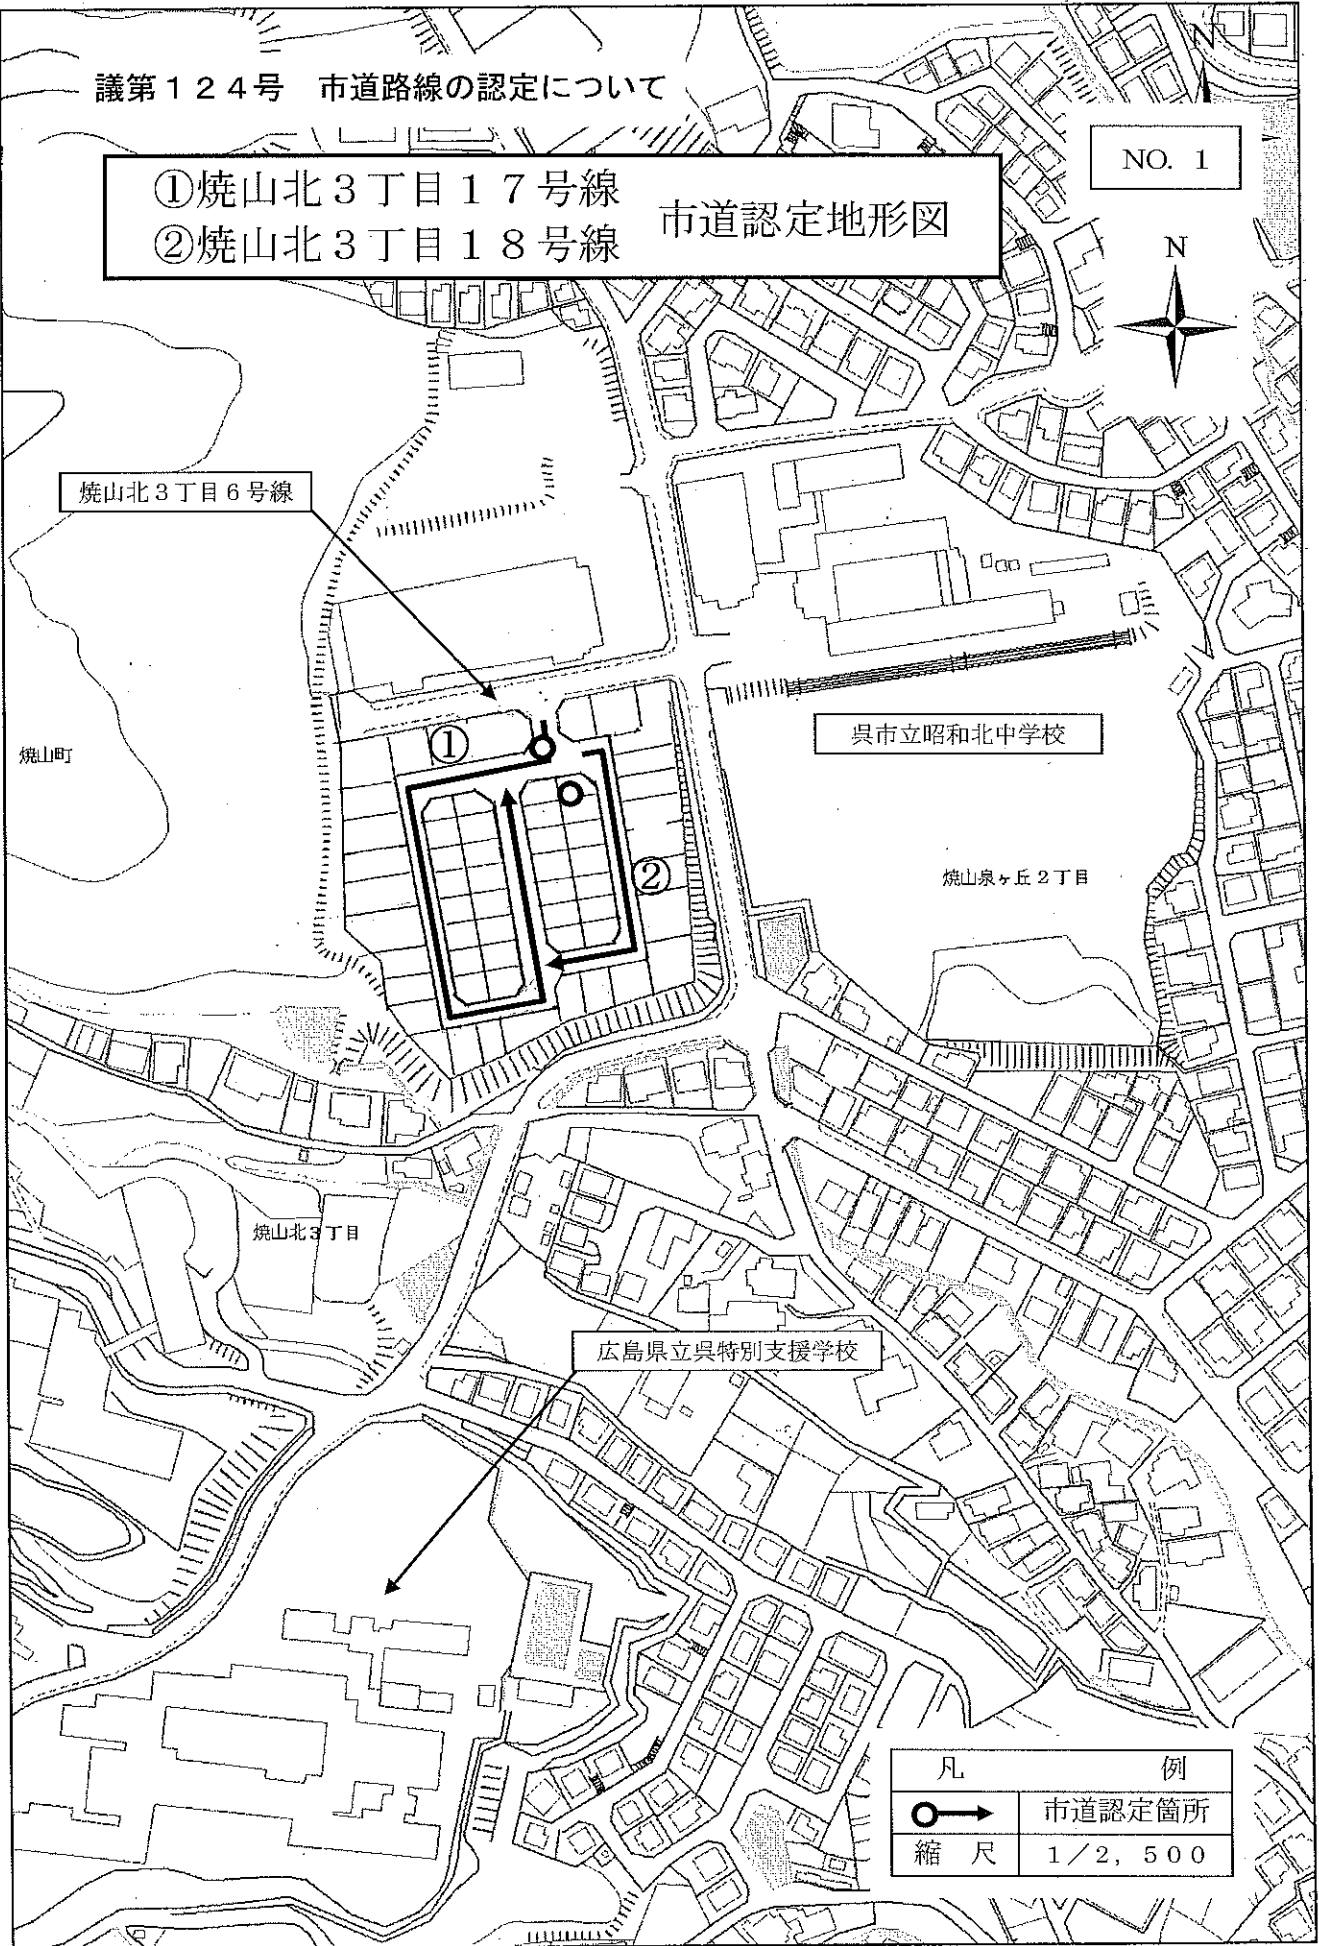 議第１２４号　市道路線の認定について
N
NO. 1
①焼山北３丁目１７号線
②焼山北３丁目１８号線
市道認定地形図
N
焼山北３丁目６号線
①
呉市立昭和北中学校
焼山町
②
焼山泉ヶ丘２丁目
焼山北３丁目
広島県立呉特別支援学校
凡　例
市道認定箇所
縮　尺　１／２，５００